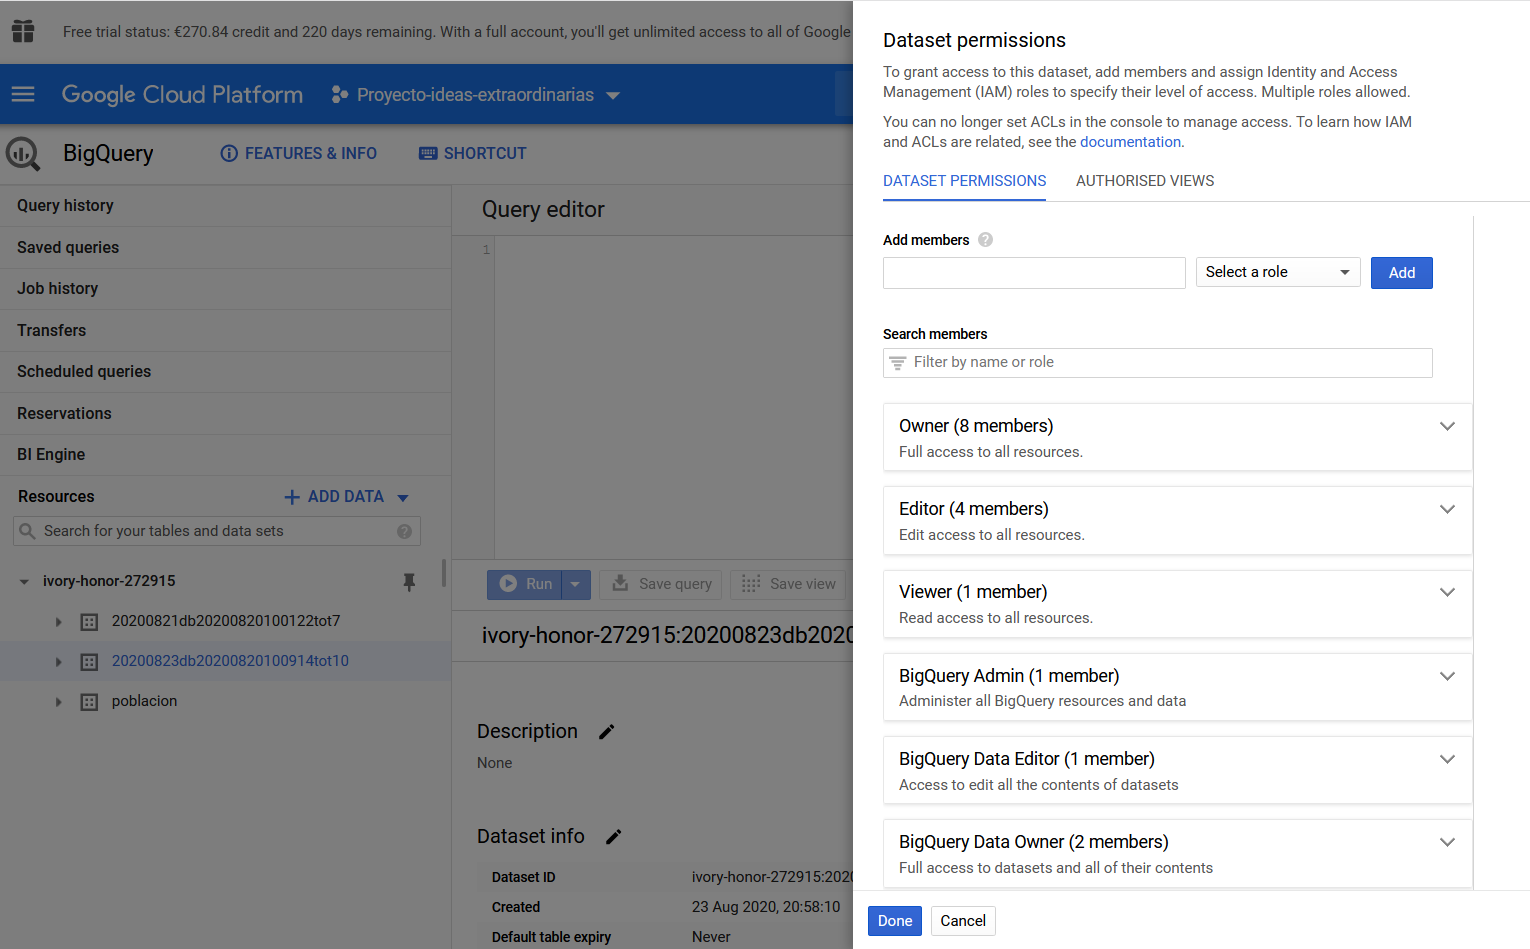 Free trial status: €270.84 credit and 220 days remaining. With a full account, you'll get unlimited access to all of Google
Google Cloud Platform
Proyecto-ideas-extraordinarias
BigQuery
FEATURES & INFO
SHORTCUT
Query history
Saved queries
Job history
Transfers
Scheduled queries
Reservations
BI Engine
Resources
ADD DATA
Search for your tables and data sets
?
ivory-honor-272915
20200821db20200820100122tot7
20200823db20200820100914tot10
poblacion
Query editor
1
Run
Save query
Save view
ivory-honor-272915:20200823db2020
Description
None
Dataset info
Dataset ID
ivory-honor-272915:2020
Created
23 Aug 2020, 20:58:10
Default table expiry
Never
Dataset permissions
To grant access to this dataset, add members and assign Identity and Access
Management (IAM) roles to specify their level of access. Multiple roles allowed.
You can no longer set ACLs in the console to manage access. To learn how IAM
and ACLs are related, see the documentation.
DATASET PERMISSIONS
AUTHORISED VIEWS
Add members
?
Select a role
Add
Search members
Filter by name or role
Owner (8 members)
Full access to all resources.
Editor (4 members)
Edit access to all resources.
Viewer (1 member)
Read access to all resources.
BigQuery Admin (1 member)
Administer all BigQuery resources and data
BigQuery Data Editor (1 member)
Access to edit all the contents of datasets
BigQuery Data Owner (2 members)
Full access to datasets and all of their contents
Done
Cancel